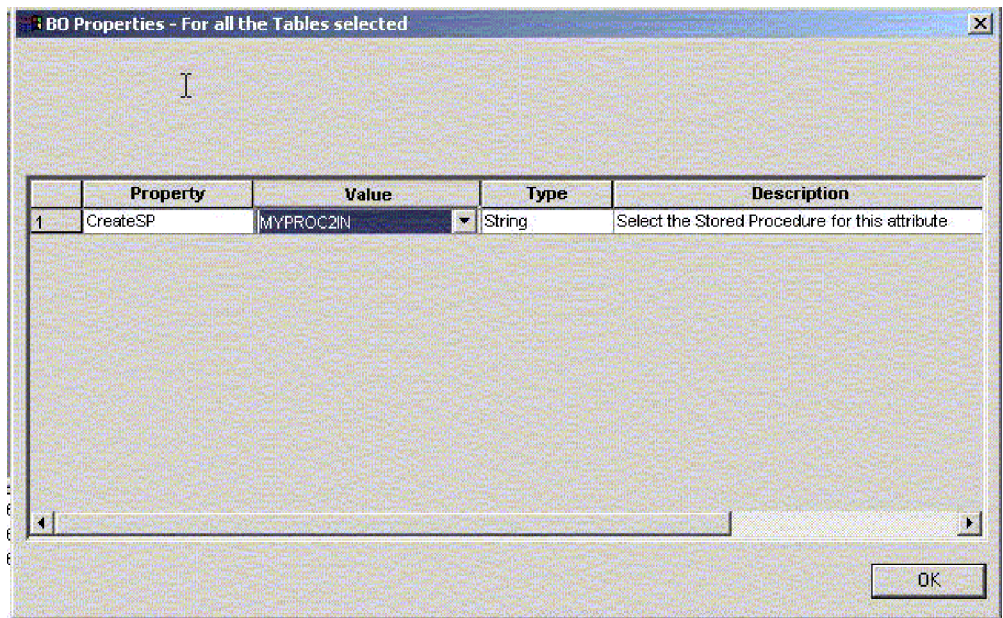 BO Properties - For all the Tables selected
Property Value Type Description
1 CreateSP MYPROC2IN String Select the Stored Procedure for this attribute
OK